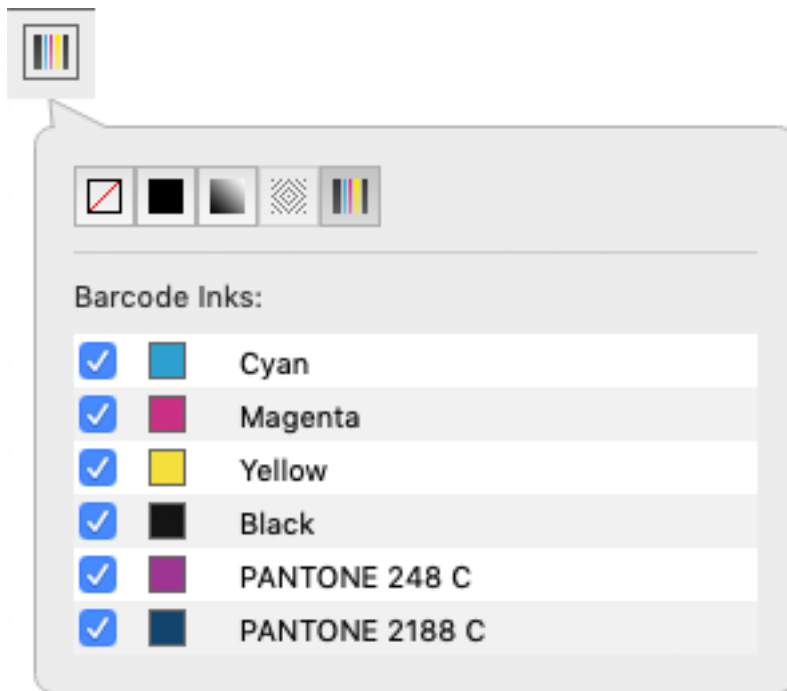 Barcode Inks:
Cyan
Magenta
Yellow
Black
PANTONE 248 C
PANTONE 2188 C